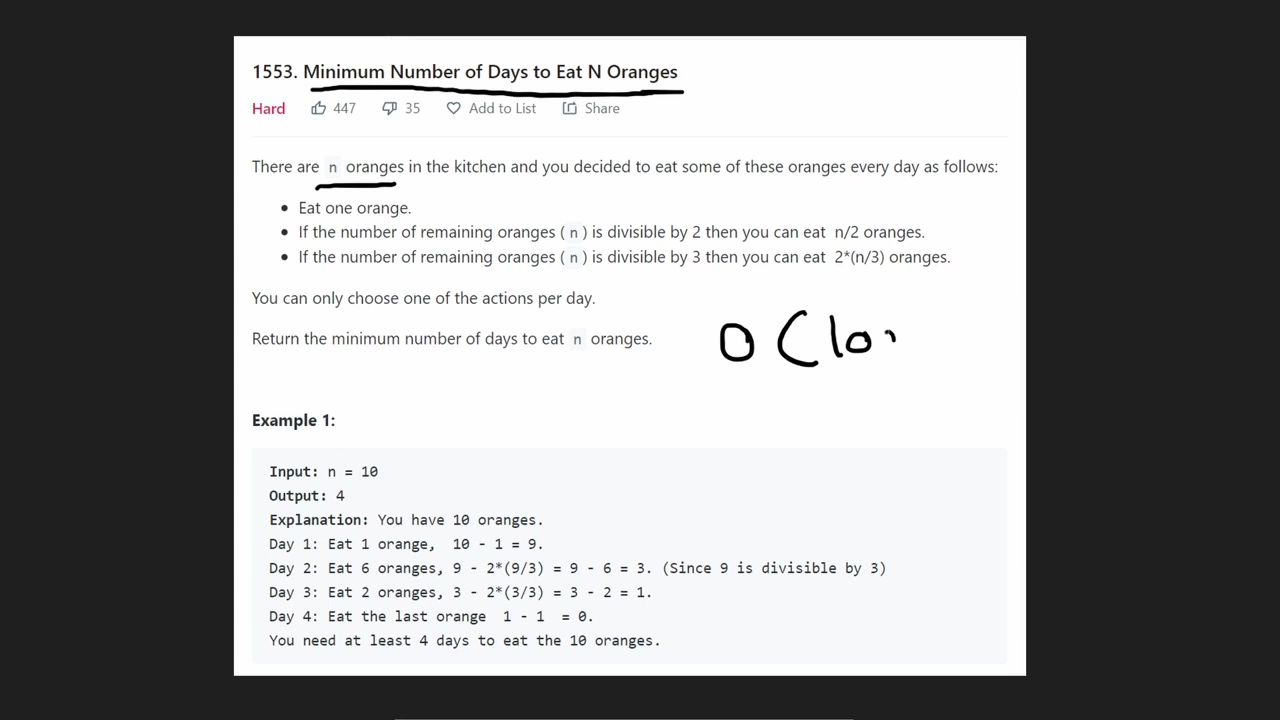 1553. Minimum Number of Days to Eat N Oranges
Hard 447 35 Add to List Share
There are n oranges in the kitchen and you decided to eat some of these oranges every day as follows:
• Eat one orange.
• If the number of remaining oranges ( n ) is divisible by 2 then you can eat n/2 oranges.
• If the number of remaining oranges ( n ) is divisible by 3 then you can eat 2*(n/3) oranges.
You can only choose one of the actions per day.
Return the minimum number of days to eat n oranges.
O (lo
Example 1:
Input: n = 10
Output: 4
Explanation: You have 10 oranges.
Day 1: Eat 1 orange, 10 - 1 = 9.
Day 2: Eat 6 oranges, 9 - 2*(9/3) = 9 - 6 = 3. (Since 9 is divisible by 3)
Day 3: Eat 2 oranges, 3 - 2*(3/3) = 3 - 2 = 1.
Day 4: Eat the last orange 1 - 1 = 0.
You need at least 4 days to eat the 10 oranges.